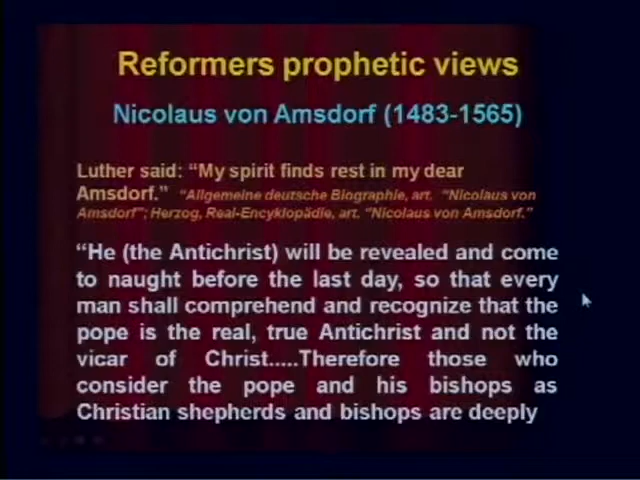 Reformers prophetic views
Nicolaus von Amsdorf (1483-1565)
Luther said: “My spirit finds rest in my dear
Amsdorf.” “Allgemeine deutsche Biographie, art. “Nicolaus von
Amsdorf”; Herzog, Real-Encyklopädie, art. “Nicolaus von Amsdorf.”
“He (the Antichrist) will be revealed and come
to naught before the last day, so that every
man shall comprehend and recognize that the
pope is the real, true Antichrist and not the
vicar of Christ.....Therefore those who
consider the pope and his bishops as
Christian shepherds and bishops are deeply